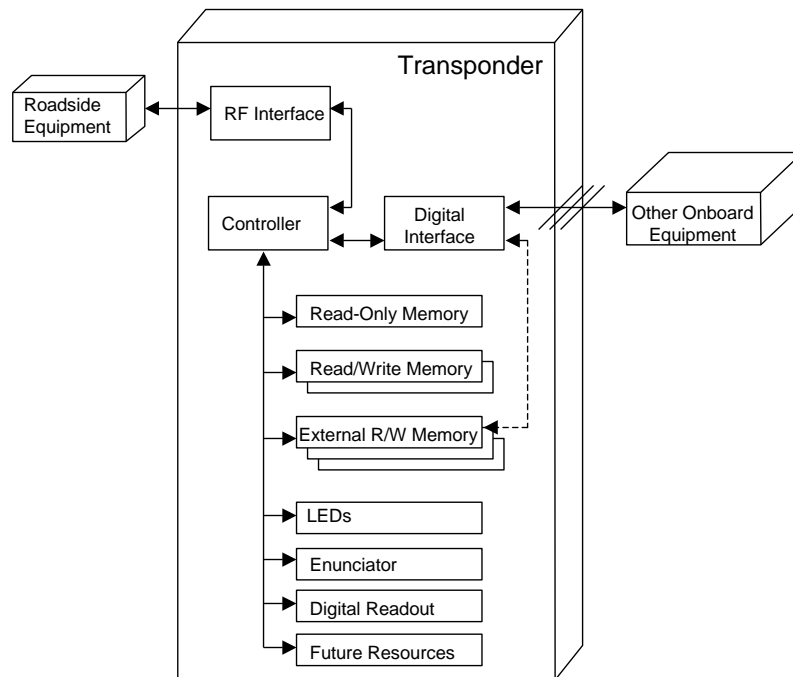 Transponder
Roadside
Equipment
RF Interface
Controller
Digital
Interface
Other Onboard
Equipment
Read-Only Memory
Read/Write Memory
External R/W Memory
LEDs
Enunciator
Digital Readout
Future Resources